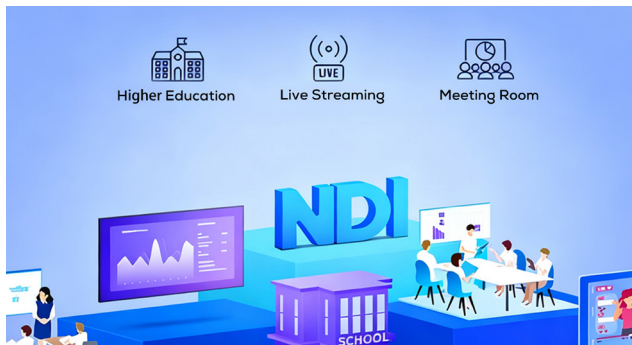 LIVE
Higher Education
Live Streaming
Meeting Room
NDI
SCHOOL